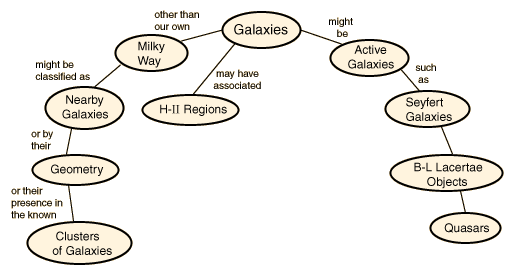 other than
our own
Galaxies
might
be
Milky
Way
Active
Galaxies
might be
classified as
may have
associated
such
as
Nearby
Galaxies
H-II Regions
Seyfert
Galaxies
or by
their
Geometry
B-L Lacertae
Objects
or their
presence in
the known
Clusters
of Galaxies
Quasars